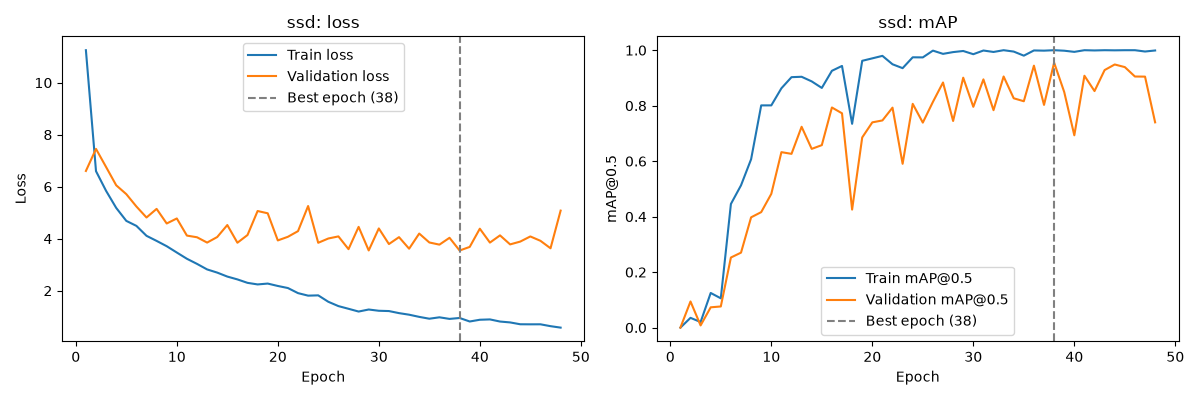 ssd: loss
Train loss
Validation loss
Best epoch (38)
10
8
6
4
2
Loss
0
10
20
30
40
50
Epoch
ssd: mAP
1.0
0.8
0.6
0.4
0.2
0.0
mAP@0.5
Train mAP@0.5
Validation mAP@0.5
Best epoch (38)
0
10
20
30
40
50
Epoch